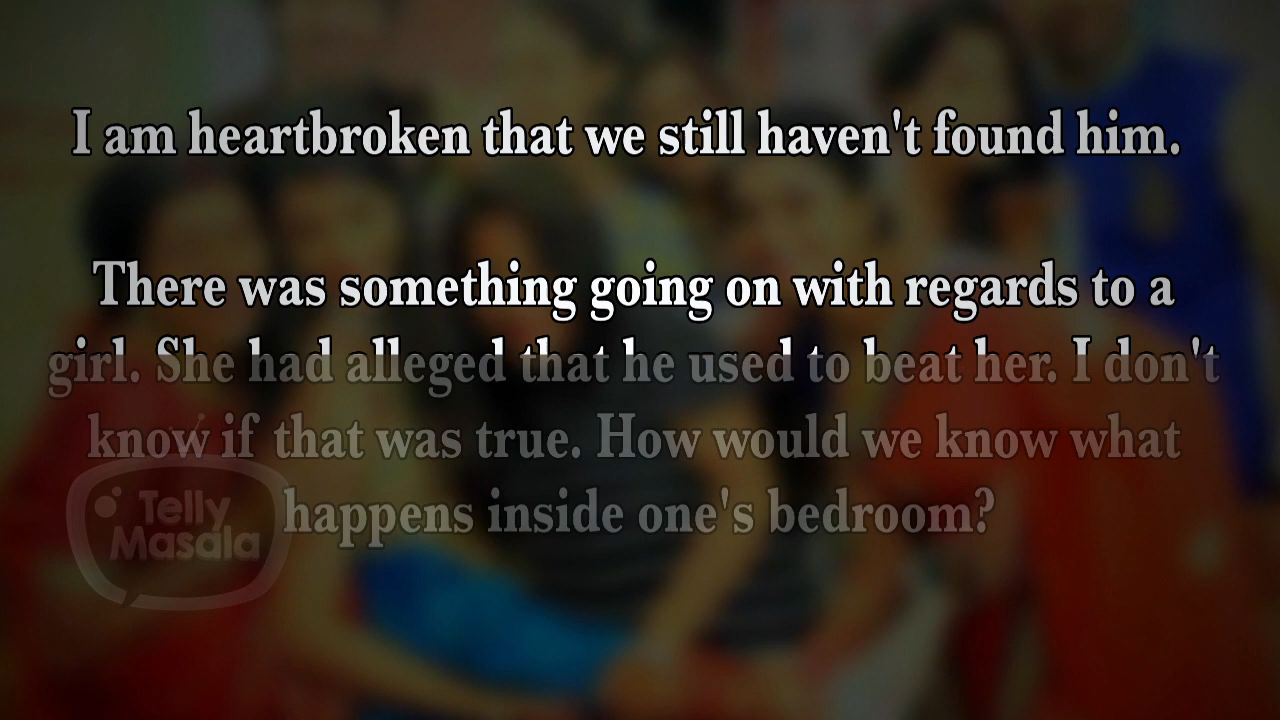 I am heartbroken that we still haven't found him.
There was something going on with regards to a
girl. She had alleged that he used to beat her. I don't
know if that was true. How would we know what
happens inside one's bedroom?
Telly
Masala